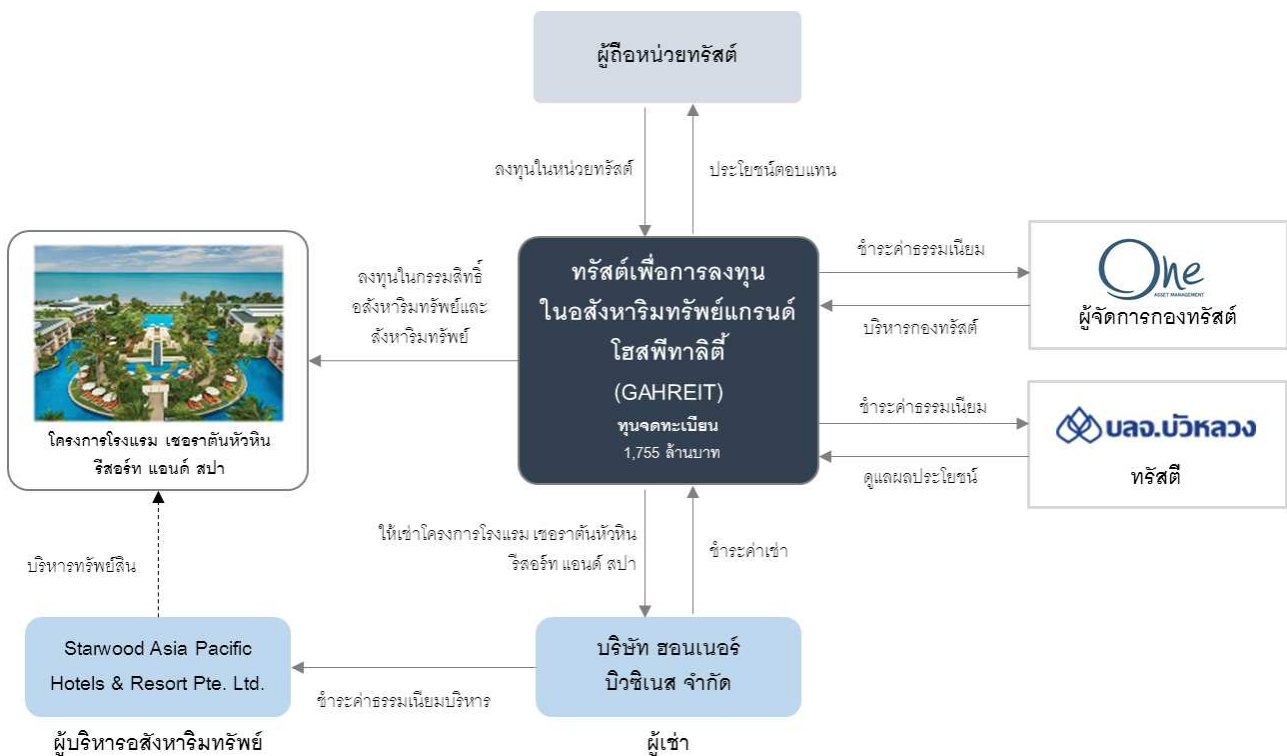 ผู้ถือหน่วยทรัสต์
ลงทุนในหน่วยทรัสต์
ประโยชน์ตอบแทน
โครงการโรงแรม เชอราตันหัวหิน
รีสอร์ท แอนด์ สปา
ลงทุนในกรรมสิทธิ์
อสังหาริมทรัพย์และ
สังหาริมทรัพย์
ทรัสต์เพื่อการลงทุน
ในอสังหาริมทรัพย์แกรนด์
โฮสพีทาลิตี้
(GAHREIT)
ทุนจดทะเบียน
1,755 ล้านบาท
ชำระค่าธรรมเนียม
บริหารกองทรัสต์
One
ASSET MANAGEMENT
ผู้จัดการกองทรัสต์
ชำระค่าธรรมเนียม
ดูแลผลประโยชน์
บลจ.บัวหลวง
ทรัสตี
ให้เช่าโครงการโรงแรม เชอราตันหัวหิน
รีสอร์ท แอนด์ สปา
ชำระค่าเช่า
บริหารทรัพย์สิน
Starwood Asia Pacific
Hotels & Resort Pte. Ltd.
ผู้บริหารอสังหาริมทรัพย์
ชำระค่าธรรมเนียมบริหาร
บริษัท ฮอนเนอร์
บิวซิเนส จำกัด
ผู้เช่า